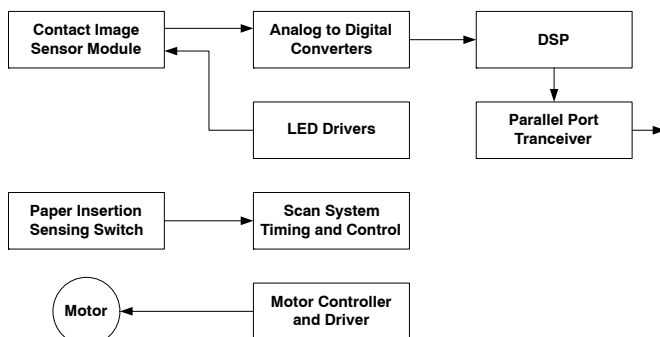 Contact Image
Sensor Module
Analog to Digital
Converters
DSP
LED Drivers
Parallel Port
Tranceiver
Paper Insertion
Sensing Switch
Scan System
Timing and Control
Motor
Motor Controller
and Driver